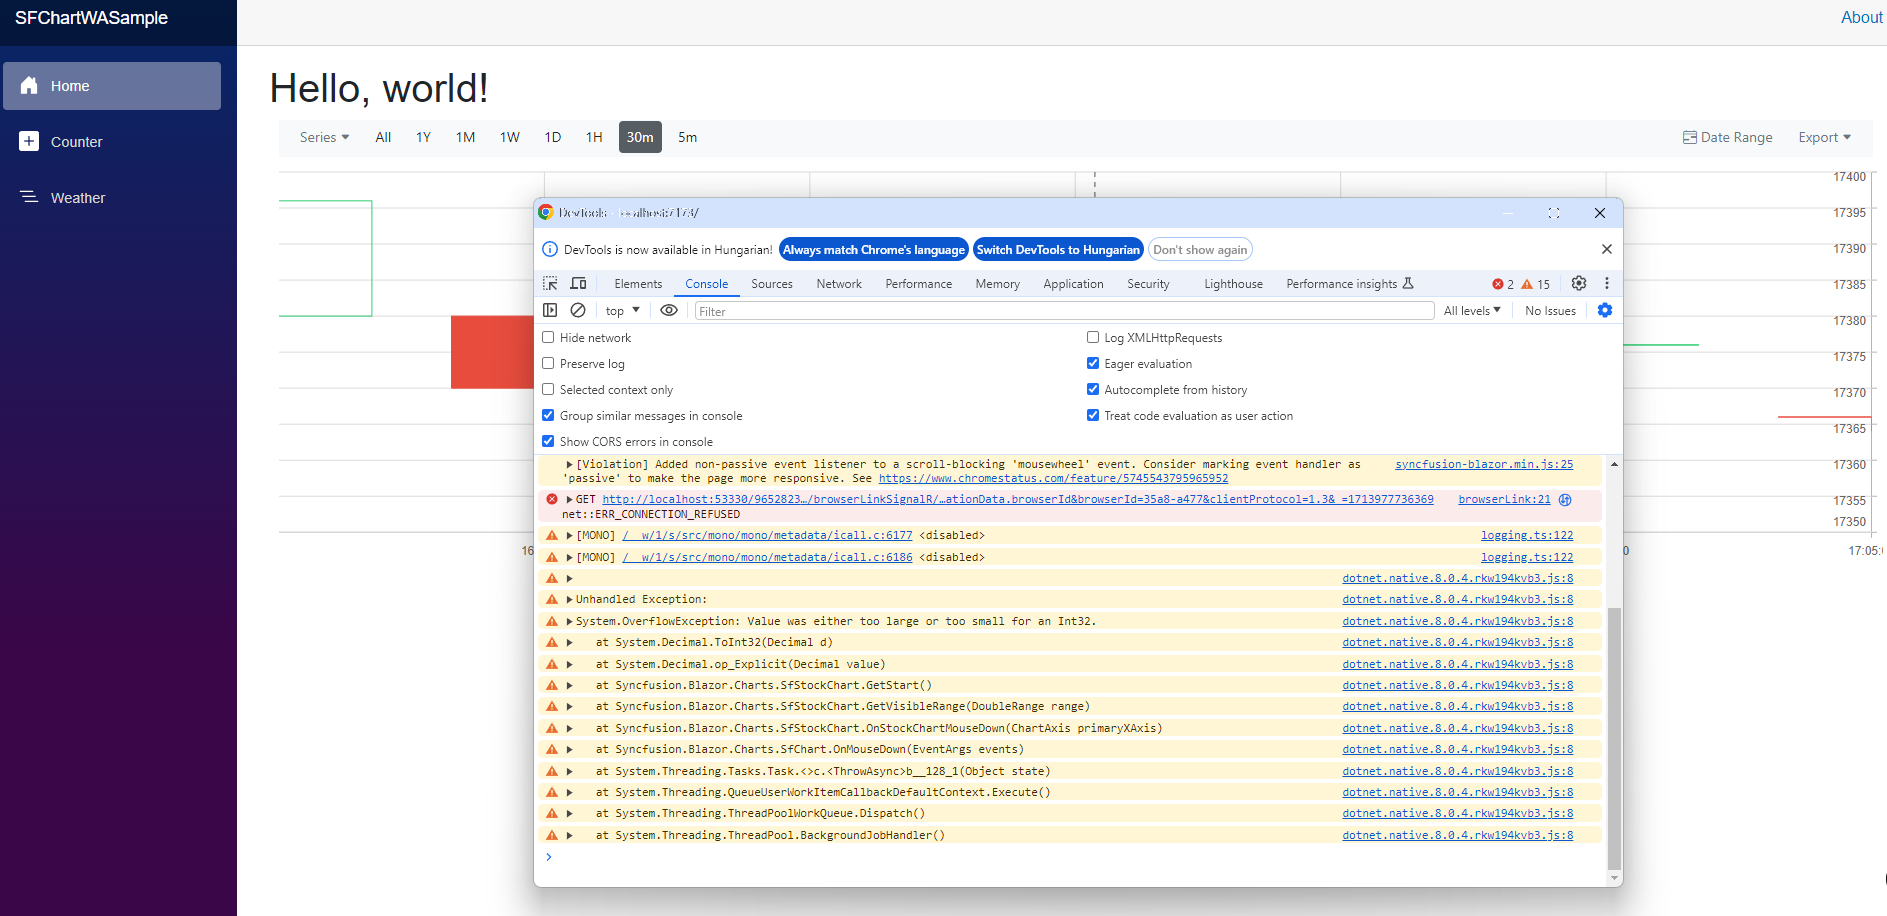 SFChartWASample
About
Home
Counter
Weather
Hello, world!
Series All 1Y 1M 1W 1D 1H 30m 5m Date Range Export
17400
17395
17390
17385
17380
17375
17370
17365
17360
17355
17350
16
0
17:05:
DevTools - localhost:7173/
DevTools is now available in Hungarian! Always match Chrome's language Switch DevTools to Hungarian Don't show again
Elements Console Sources Network Performance Memory Application Security Lighthouse Performance insights 2 15
top Filter All levels No Issues
Hide network
Log XMLHttpRequests
Preserve log
Eager evaluation
Selected context only
Autocomplete from history
Group similar messages in console
Treat code evaluation as user action
Show CORS errors in console
[Violation] Added non-passive event listener to a scroll-blocking 'mousewheel' event. Consider marking event handler as syncfusion-blazor.min.js:25
'passive' to make the page more responsive. See https://www.chromestatus.com/feature/5745543795965952
GET http://localhost:53330/9652823…/browserLinkSignalR/…ationData.browserId&browserId=35a8-a477&clientProtocol=1.3&_=1713977736369 browserLink:21
net::ERR_CONNECTION_REFUSED
[MONO] /__w/1/s/src/mono/mono/metadata/icall.c:6177 <disabled> logging.ts:122
[MONO] /__w/1/s/src/mono/mono/metadata/icall.c:6186 <disabled> logging.ts:122
dotnet.native.8.0.4.rkw194kvb3.js:8
Unhandled Exception: dotnet.native.8.0.4.rkw194kvb3.js:8
System.OverflowException: Value was either too large or too small for an Int32. dotnet.native.8.0.4.rkw194kvb3.js:8
at System.Decimal.ToInt32(Decimal d) dotnet.native.8.0.4.rkw194kvb3.js:8
at System.Decimal.op_Explicit(Decimal value) dotnet.native.8.0.4.rkw194kvb3.js:8
at Syncfusion.Blazor.Charts.SfStockChart.GetStart() dotnet.native.8.0.4.rkw194kvb3.js:8
at Syncfusion.Blazor.Charts.SfStockChart.GetVisibleRange(DoubleRange range) dotnet.native.8.0.4.rkw194kvb3.js:8
at Syncfusion.Blazor.Charts.SfStockChart.OnStockChartMouseDown(ChartAxis primaryXAxis) dotnet.native.8.0.4.rkw194kvb3.js:8
at Syncfusion.Blazor.Charts.SfChart.OnMouseDown(EventArgs events) dotnet.native.8.0.4.rkw194kvb3.js:8
at System.Threading.Tasks.Task.<>c.<ThrowAsync>b__128_1(Object state) dotnet.native.8.0.4.rkw194kvb3.js:8
at System.Threading.QueueUserWorkItemCallbackDefaultContext.Execute() dotnet.native.8.0.4.rkw194kvb3.js:8
at System.Threading.ThreadPoolWorkQueue.Dispatch() dotnet.native.8.0.4.rkw194kvb3.js:8
at System.Threading.ThreadPool.BackgroundJobHandler() dotnet.native.8.0.4.rkw194kvb3.js:8